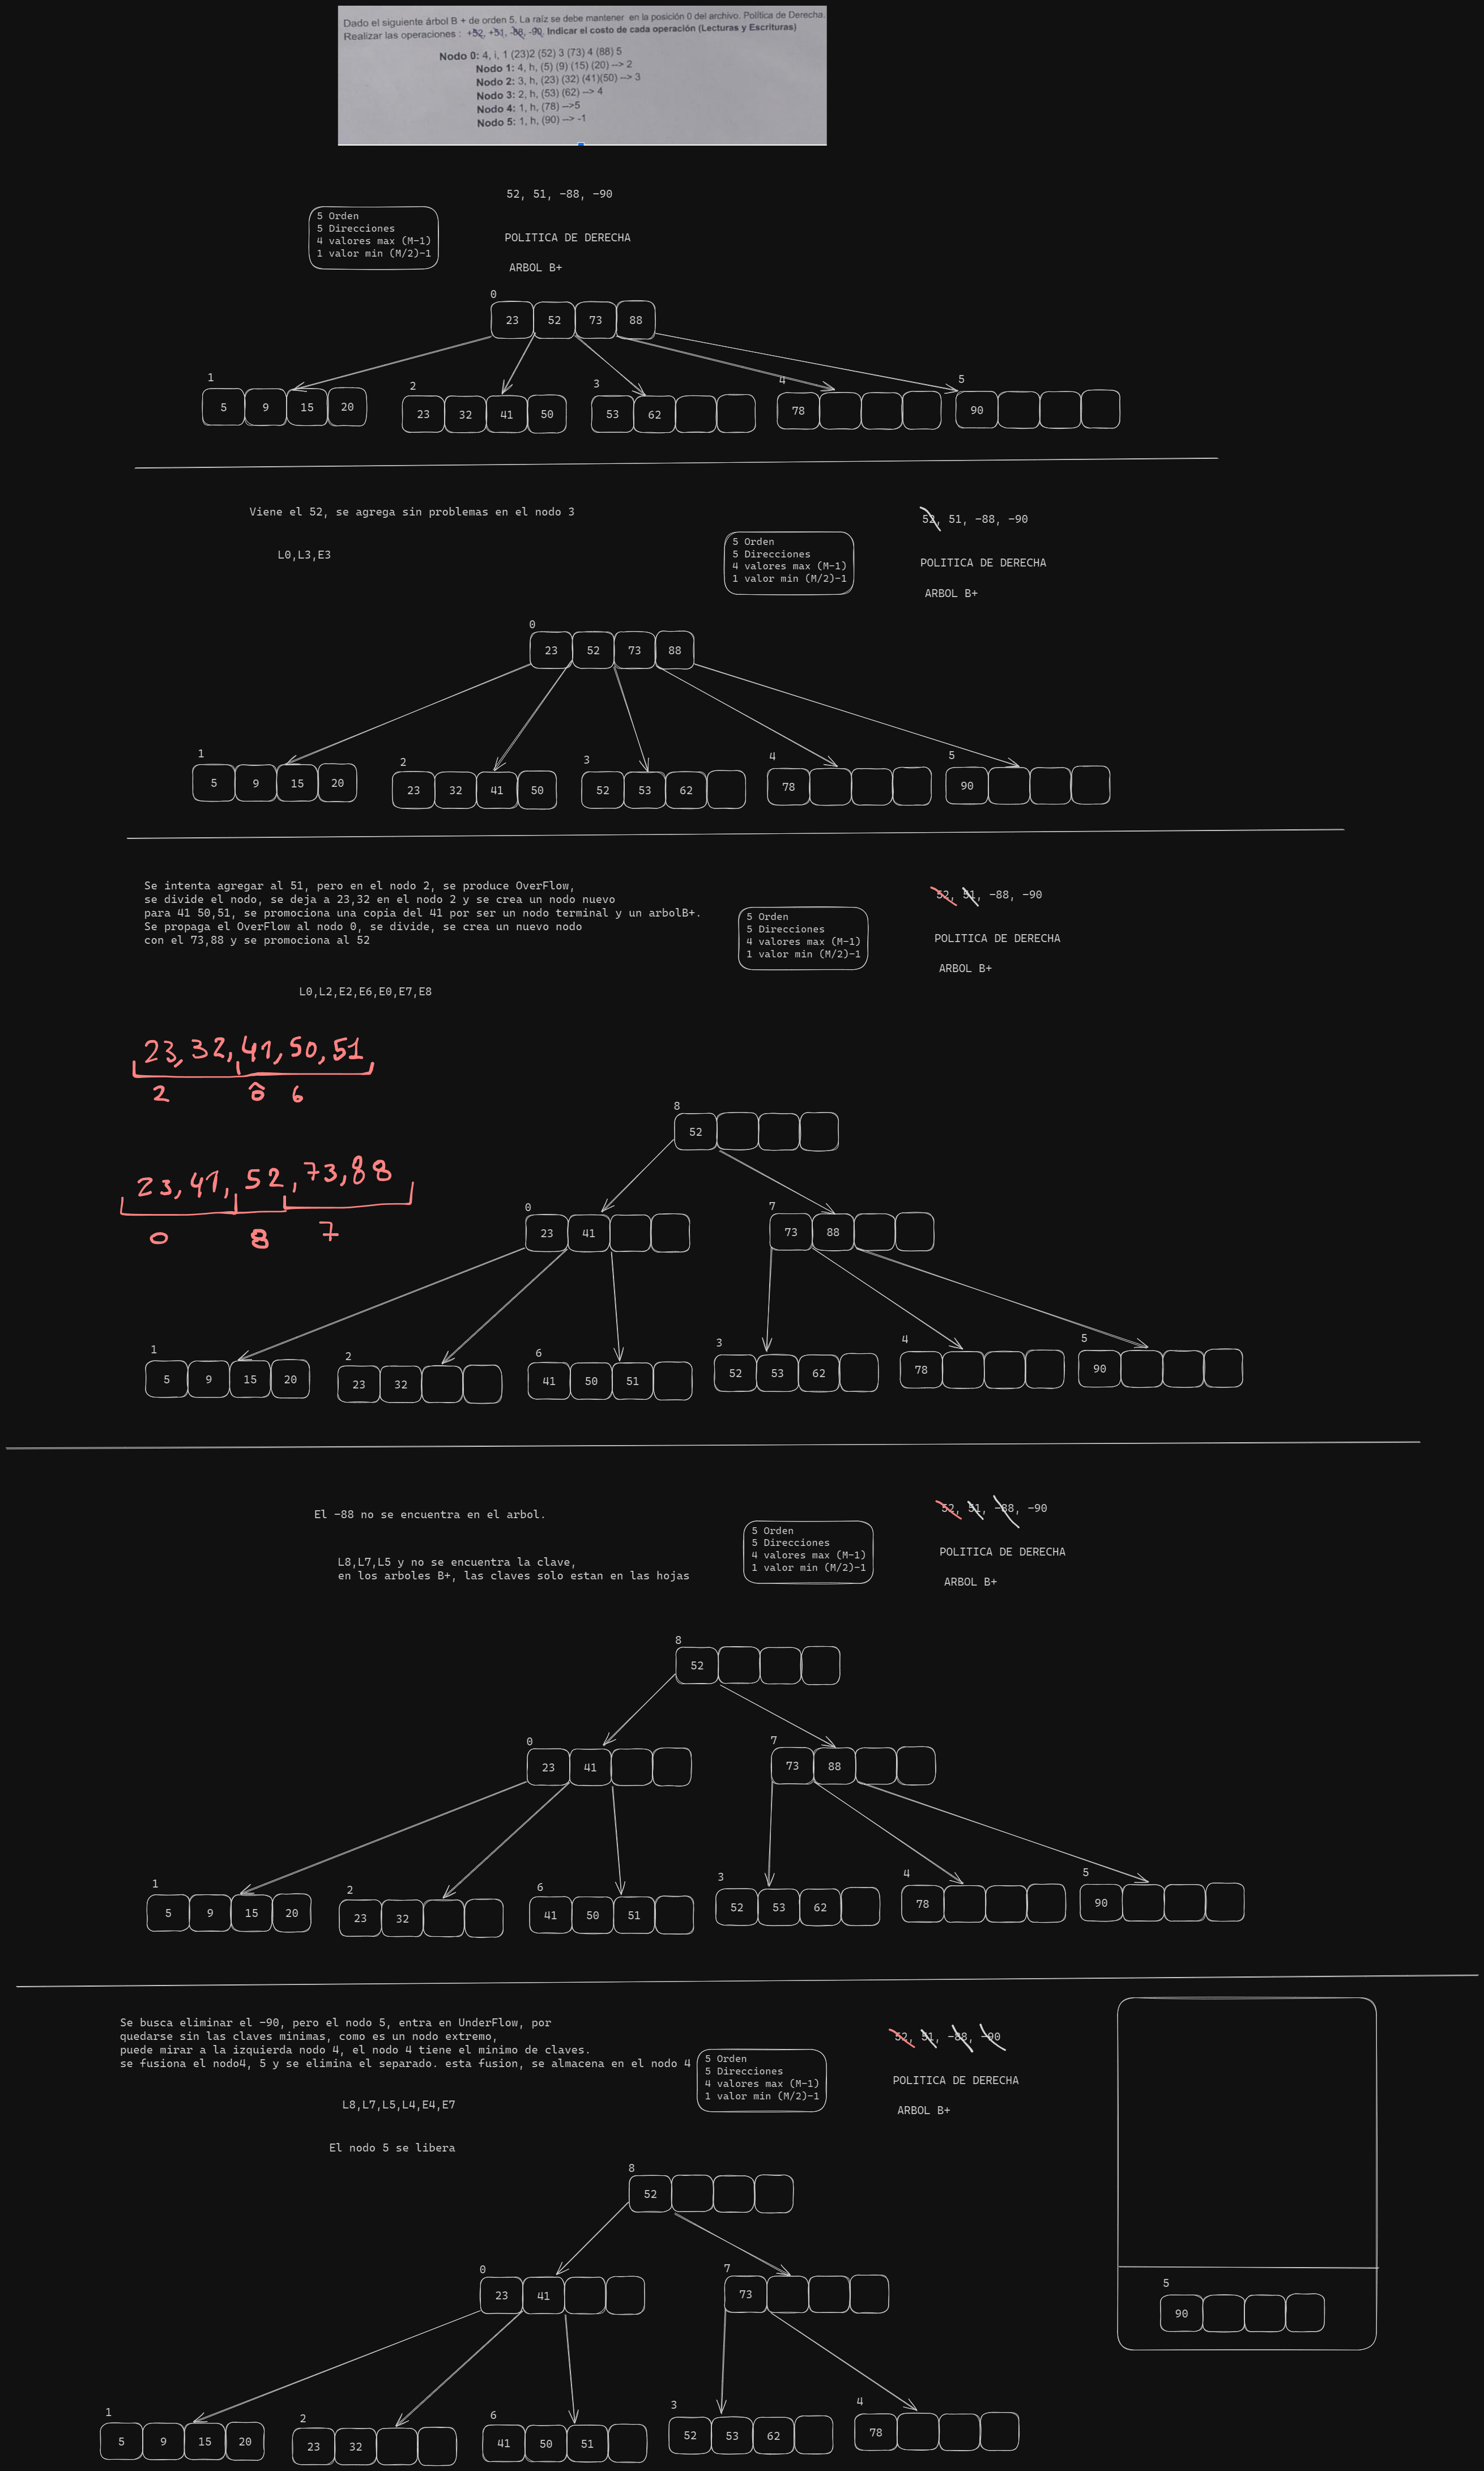 Dado el siguiente árbol B + de orden 5. La raíz se debe mantener en la posición 0 del archivo. Política de Derecha.
Realizar las operaciones : +52, +51, -88, -90, Indicar el costo de cada operación (Lecturas y Escrituras)
Nodo 0: 4, i, 1 (23)2 (52) 3 (73) 4 (88) 5
Nodo 1: 4, h, (5) (9) (15) (20) --> 2
Nodo 2: 3, h, (23) (32) (41)(50) --> 3
Nodo 3: 2, h, (53) (62) --> 4
Nodo 4: 1, h, (78) -->5
Nodo 5: 1, h, (90) --> -1
52, 51, -88, -90
5 Orden
5 Direcciones
4 valores max (M-1)
1 valor min (M/2)-1
POLITICA DE DERECHA
ARBOL B+
0
23 52 73 88
1 2 3 4 5
5 9 15 20 23 32 41 50 53 62 78 90
Viene el 52, se agrega sin problemas en el nodo 3
52, 51, -88, -90
L0,L3,E3
5 Orden
5 Direcciones
4 valores max (M-1)
1 valor min (M/2)-1
POLITICA DE DERECHA
ARBOL B+
0
23 52 73 88
1 2 3 4 5
5 9 15 20 23 32 41 50 52 53 62 78 90
Se intenta agregar al 51, pero en el nodo 2, se produce OverFlow,
se divide el nodo, se deja a 23,32 en el nodo 2 y se crea un nodo nuevo
para 41 50,51, se promociona una copia del 41 por ser un nodo terminal y un arbolB+.
Se propaga el OverFlow al nodo 0, se divide, se crea un nuevo nodo
con el 73,88 y se promociona al 52
52, 51, -88, -90
5 Orden
5 Direcciones
4 valores max (M-1)
1 valor min (M/2)-1
POLITICA DE DERECHA
ARBOL B+
L0,L2,E2,E6,E0,E7,E8
23,32,41,50,51
2 0 6
23,41, 52,73,88
0 8 7
8
52
0 7
23 41 73 88
1 2 6 3 4 5
5 9 15 20 23 32 41 50 51 52 53 62 78 90
El -88 no se encuentra en el arbol.
52, 51, -88, -90
L8,L7,L5 y no se encuentra la clave,
en los arboles B+, las claves solo estan en las hojas
5 Orden
5 Direcciones
4 valores max (M-1)
1 valor min (M/2)-1
POLITICA DE DERECHA
ARBOL B+
8
52
0 7
23 41 73 88
1 2 6 3 4 5
5 9 15 20 23 32 41 50 51 52 53 62 78 90
Se busca eliminar el -90, pero el nodo 5, entra en UnderFlow, por
quedarse sin las claves minimas, como es un nodo extremo,
puede mirar a la izquierda nodo 4, el nodo 4 tiene el minimo de claves.
se fusiona el nodo4, 5 y se elimina el separado. esta fusion, se almacena en el nodo 4
52, 51, -88, -90
5 Orden
5 Direcciones
4 valores max (M-1)
1 valor min (M/2)-1
POLITICA DE DERECHA
ARBOL B+
L8,L7,L5,L4,E4,E7
El nodo 5 se libera
8
52
0 7
23 41 73
5
90
1 2 6 3 4
5 9 15 20 23 32 41 50 51 52 53 62 78